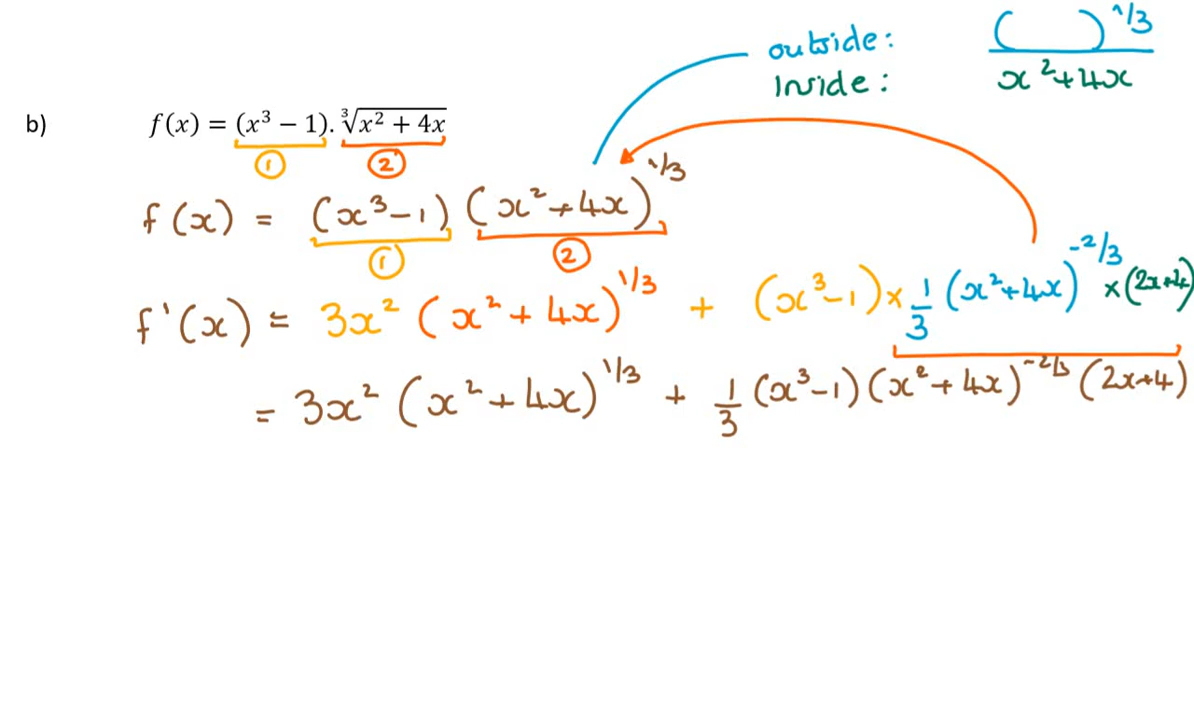 outside: ( )^1/3
Inside: x²+4x
b) f(x) = (x³ − 1). ∛x² + 4x
① ②
f(x) = (x³−1) (x²+4x)^1/3
① ②
f'(x) = 3x² (x²+4x)^1/3 + (x³−1) × 1/3 (x²+4x)^-2/3 × (2x+4)
= 3x² (x²+4x)^1/3 + 1/3 (x³−1) (x²+4x)^-2/3 (2x+4)